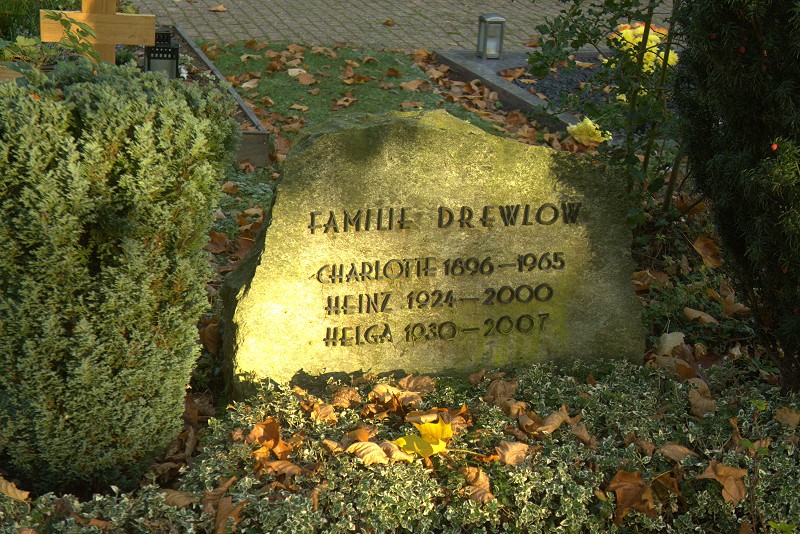 FAMILIE DREWLOW
CHARLOTTE 1896–1965
HEINZ 1924–2000
HELGA 1930–2007